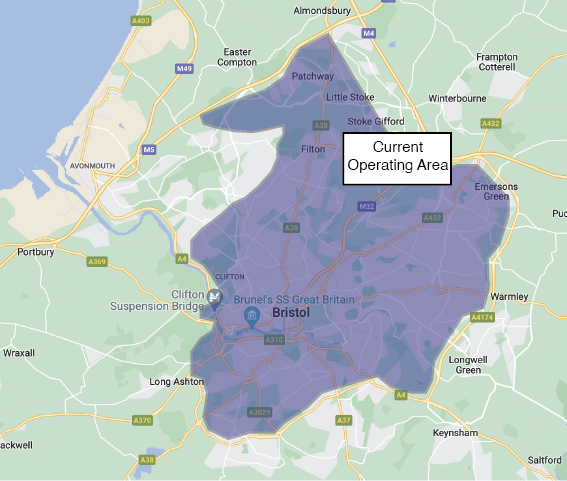 Almondsbury
A403
M4
Easter
Compton
M49
Frampton
Cotterell
Patchway
Little Stoke
Winterbourne
Stoke Gifford
A38
A432
Current
Operating Area
M5
Filton
AVONMOUTH
Emersons
Green
M32
A432
Puc
A38
Portbury
A4
A369
CLIFTON
Clifton
Suspension Bridge
Brunel's SS Great Britain
Bristol
Warmley
A4174
A370
Wraxall
Longwell
Green
Long Ashton
A4
A3029
A370
A37
Keynsham
ackwell
A38
Saltford